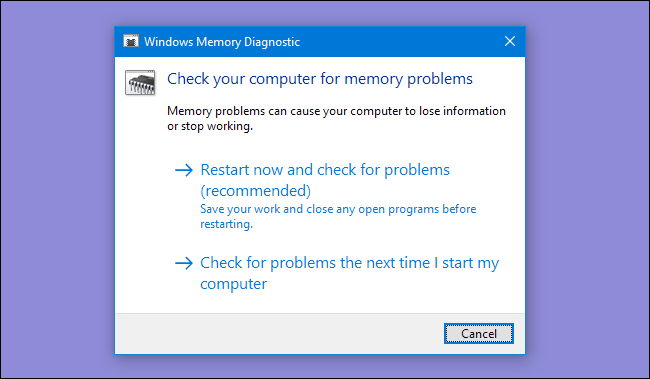 Windows Memory Diagnostic
Check your computer for memory problems
Memory problems can cause your computer to lose information
or stop working.
Restart now and check for problems
(recommended)
Save your work and close any open programs before
restarting.
Check for problems the next time I start my
computer
Cancel